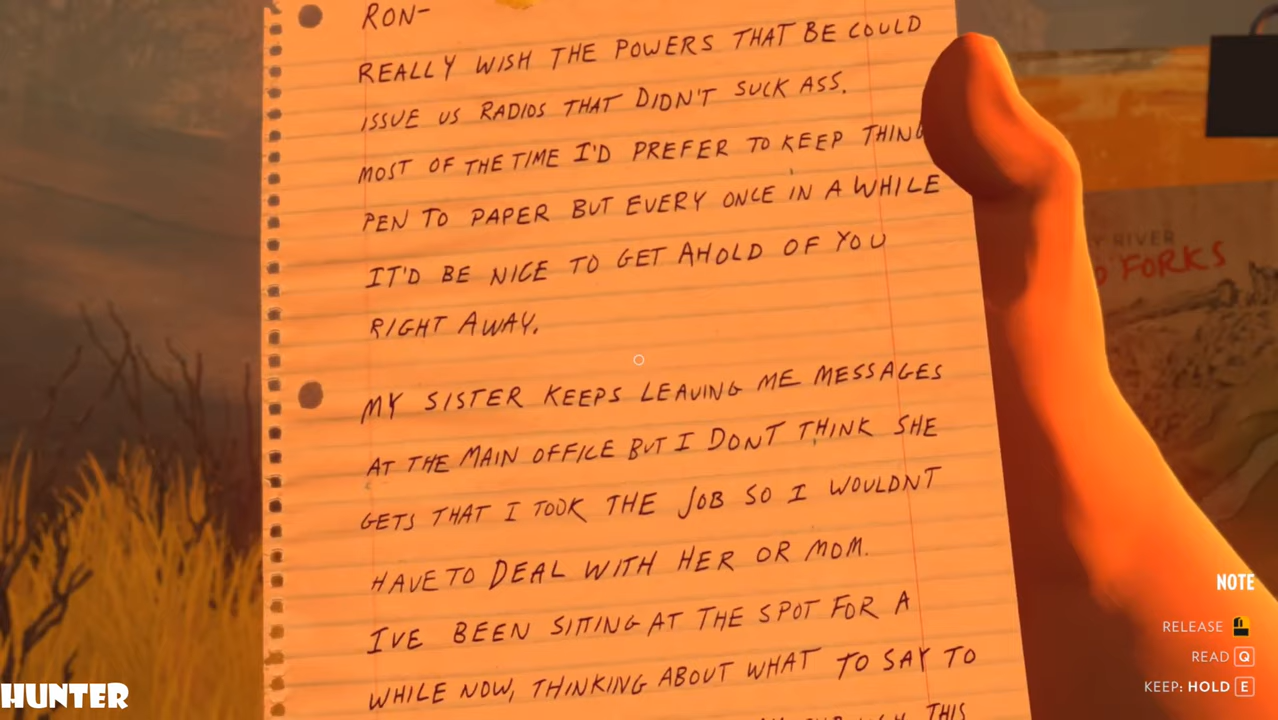 RON-
REALLY WISH THE POWERS THAT BE COULD
ISSUE US RADIOS THAT DIDN'T SUCK ASS.
MOST OF THE TIME I'D PREFER TO KEEP THING
PEN TO PAPER BUT EVERY ONCE IN A WHILE
IT'D BE NICE TO GET AHOLD OF YOU
RIGHT AWAY.
MY SISTER KEEPS LEAVING ME MESSAGES
AT THE MAIN OFFICE BUT I DONT THINK SHE
GETS THAT I TOOK THE JOB SO I WOULDNT
HAVE TO DEAL WITH HER OR MOM.
I'VE BEEN SITTING AT THE SPOT FOR A
WHILE NOW, THINKING ABOUT WHAT TO SAY TO
THIS
RIVER
FORKS
NOTE
RELEASE
READ Q
KEEP: HOLD E
HUNTER